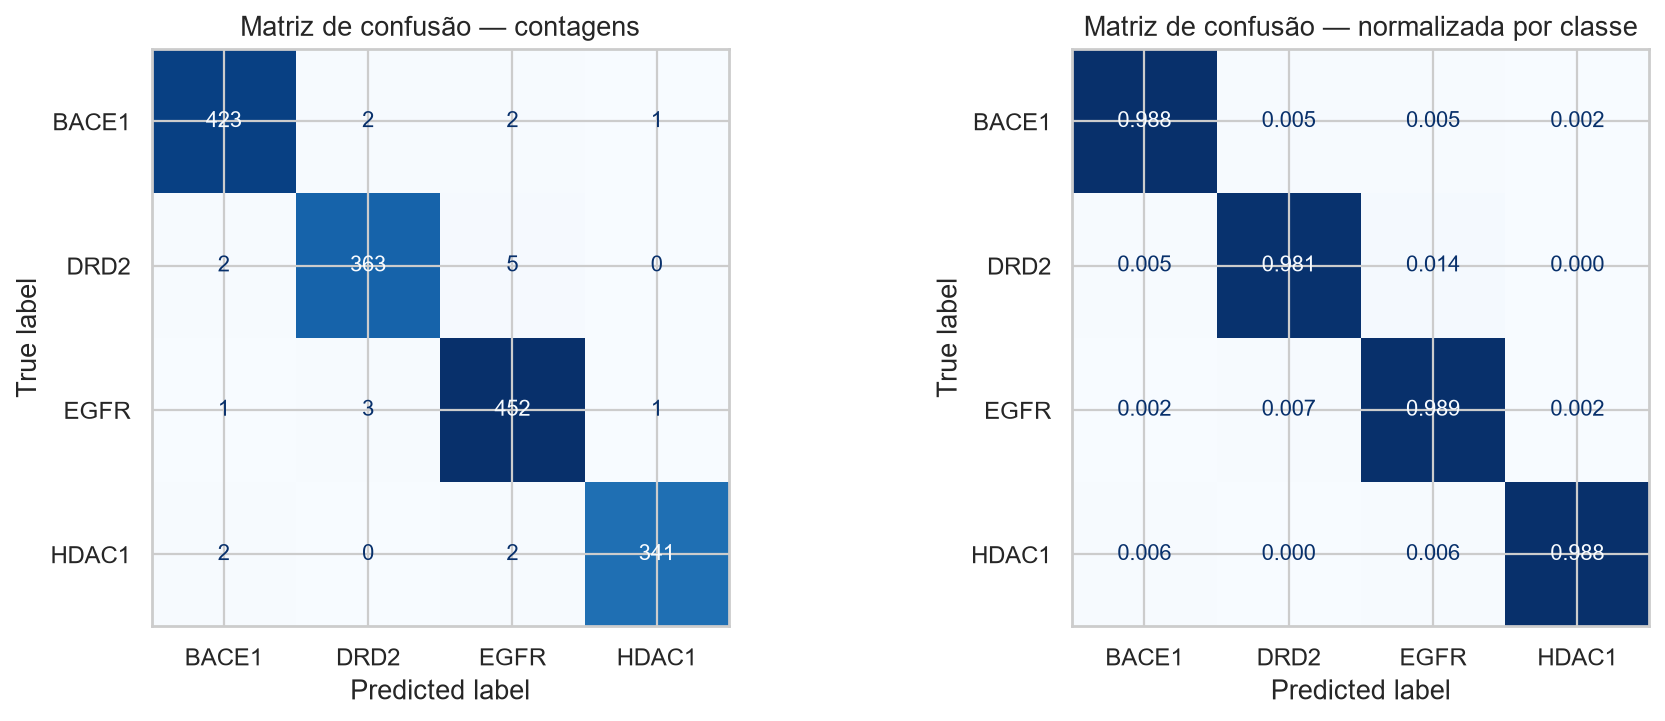 Matriz de confusão — contagens
True label
BACE1 423 2 2 1
DRD2 2 363 5 0
EGFR 1 3 452 1
HDAC1 2 0 2 341
BACE1 DRD2 EGFR HDAC1
Predicted label
Matriz de confusão — normalizada por classe
True label
BACE1 0.988 0.005 0.005 0.002
DRD2 0.005 0.981 0.014 0.000
EGFR 0.002 0.007 0.989 0.002
HDAC1 0.006 0.000 0.006 0.988
BACE1 DRD2 EGFR HDAC1
Predicted label